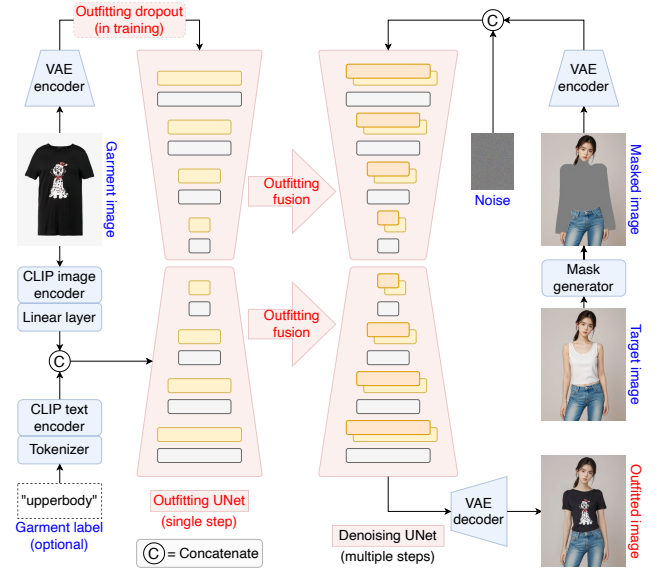 Outfitting dropout
(in training)
VAE
encoder
Garment image
CLIP image
encoder
Linear layer
C
CLIP text
encoder
Tokenizer
"upperbody"
Garment label
(optional)
Outfitting
fusion
Outfitting
fusion
Outfitting UNet
(single step)
C = Concatenate
Denoising UNet
(multiple steps)
C
Noise
VAE
encoder
Masked image
Mask
generator
Target image
VAE
decoder
Outfitted image